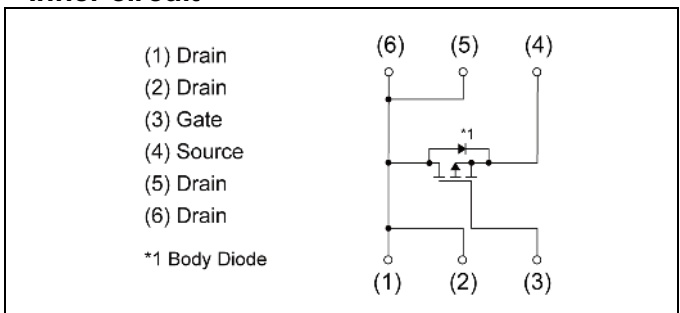 Inner circuit
(1) Drain
(2) Drain
(3) Gate
(4) Source
(5) Drain
(6) Drain
*1 Body Diode
(6) (5) (4)
*1
(1) (2) (3)